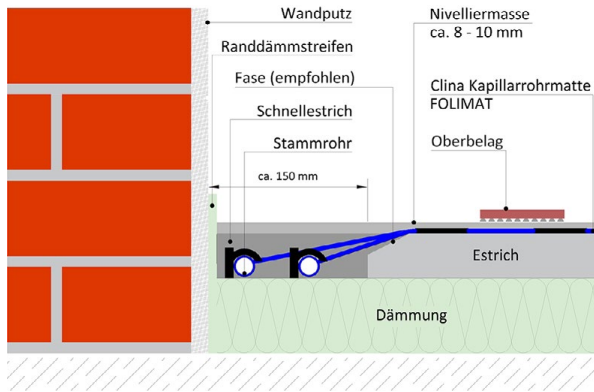 Wandputz
Nivelliermasse
ca. 8 - 10 mm
Randdämmstreifen
Fase (empfohlen)
Clina Kapillarrohrmatte
FOLIMAT
Schnellestrich
Stammrohr
Oberbelag
ca. 150 mm
Estrich
Dämmung